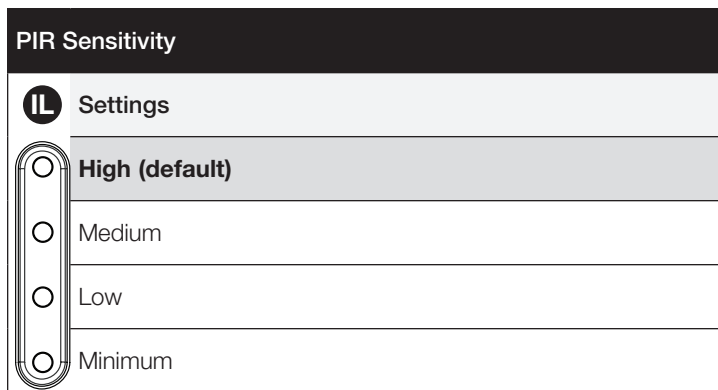 PIR Sensitivity
IL Settings
High (default)
Medium
Low
Minimum